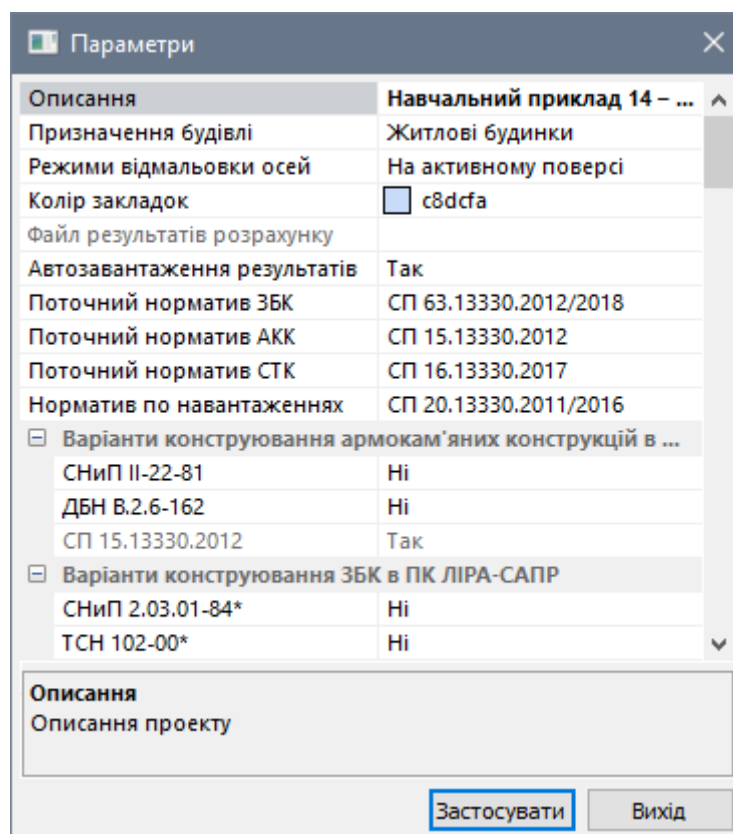 Параметри
Описання Навчальний приклад 14 – ...
Призначення будівлі Житлові будинки
Режими відмальовки осей На активному поверсі
Колір закладок c8dcfa
Файл результатів розрахунку
Автозавантаження результатів Так
Поточний норматив ЗБК СП 63.13330.2012/2018
Поточний норматив АКК СП 15.13330.2012
Поточний норматив СТК СП 16.13330.2017
Норматив по навантаженнях СП 20.13330.2011/2016
Варіанти конструювання армокам'яних конструкцій в ...
СНиП II-22-81 Ні
ДБН В.2.6-162 Ні
СП 15.13330.2012 Так
Варіанти конструювання ЗБК в ПК ЛІРА-САПР
СНиП 2.03.01-84* Ні
ТСН 102-00* Ні
Описання
Описання проекту
Застосувати Вихід